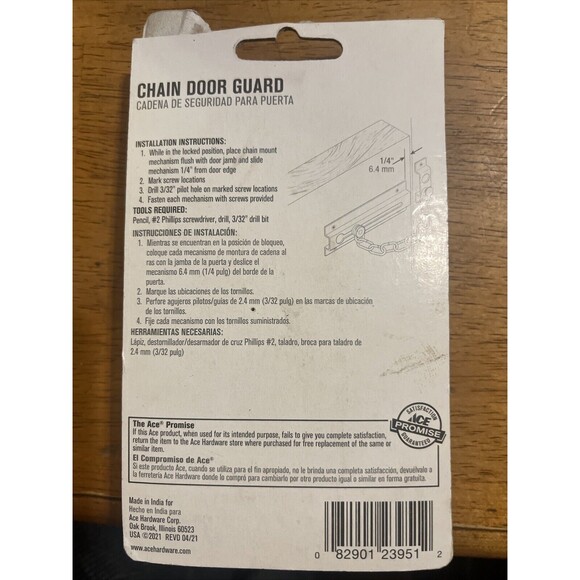 CHAIN DOOR GUARD
CADENA DE SEGURIDAD PARA PUERTA
INSTALLATION INSTRUCTIONS:
1. While in the locked position, place chain mount
mechanism flush with door jamb and slide
mechanism 1/4" from door edge
2. Mark screw locations
3. Drill 3/32" pilot hole on marked screw locations
4. Fasten each mechanism with screws provided
TOOLS REQUIRED:
Pencil, #2 Phillips screwdriver, drill, 3/32" drill bit
1/4"
6.4 mm
INSTRUCCIONES DE INSTALACIÓN:
1. Mientras se encuentran en la posición de bloqueo,
coloque cada mecanismo de montura de cadena al
ras con la jamba de la puerta y deslice el
mecanismo 6.4 mm (1/4 pulg) del borde de la
puerta.
2. Marque las ubicaciones de los tornillos.
3. Perfore agujeros pilotos/guías de 2.4 mm (3/32 pulg) en las marcas de ubicación
de los tornillos.
4. Fije cada mecanismo con los tornillos suministrados.
HERRAMIENTAS NECESARIAS:
Lápiz, destornillador/desarmador de cruz Phillips #2, taladro, broca para taladro de
2.4 mm (3/32 pulg)
The Ace® Promise
If this Ace product, when used for its intended purpose, fails to give you complete satisfaction,
return the item to the Ace Hardware store where purchased for free replacement of the same or
similar item.
El Compromiso de Ace®
Si este producto Ace, cuando se utiliza para el fin apropiado, no le brinda una completa satisfacción, devuélvalo a
la ferretería Ace Hardware donde le compró para cambiarlo por otro producto igual o similar en forma gratuita.
SATISFACTION
ACE
PROMISE
GUARANTEED
Made in India for
Hecho en India para
Ace Hardware Corp.
Oak Brook, Illinois 60523
USA ©2021 REVD 04/21
www.acehardware.com
0 82901 23951 2